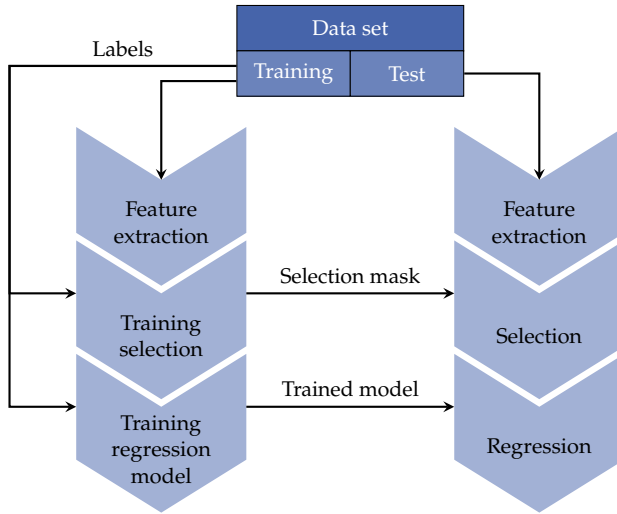 Data set
Labels
Training
Test
Feature
extraction
Feature
extraction
Selection mask
Training
selection
Selection
Trained model
Training
regression
model
Regression